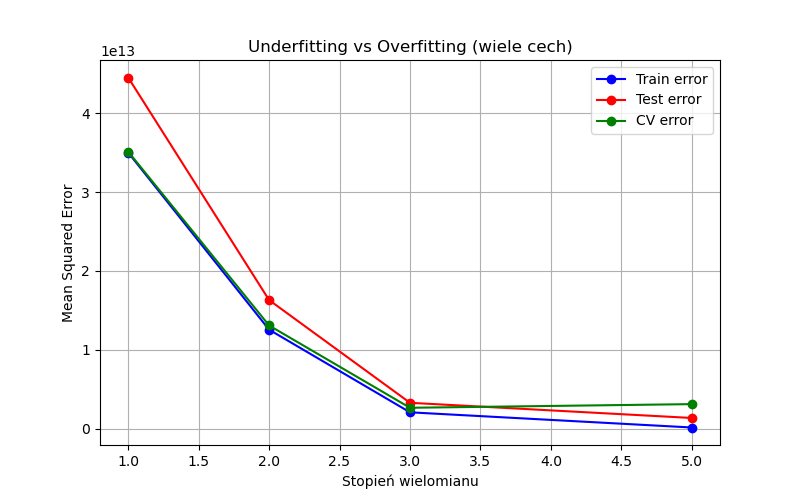 Underfitting vs Overfitting (wiele cech)
1e13
Train error
Test error
CV error
Mean Squared Error
4
3
2
1
0
1.0 1.5 2.0 2.5 3.0 3.5 4.0 4.5 5.0
Stopień wielomianu